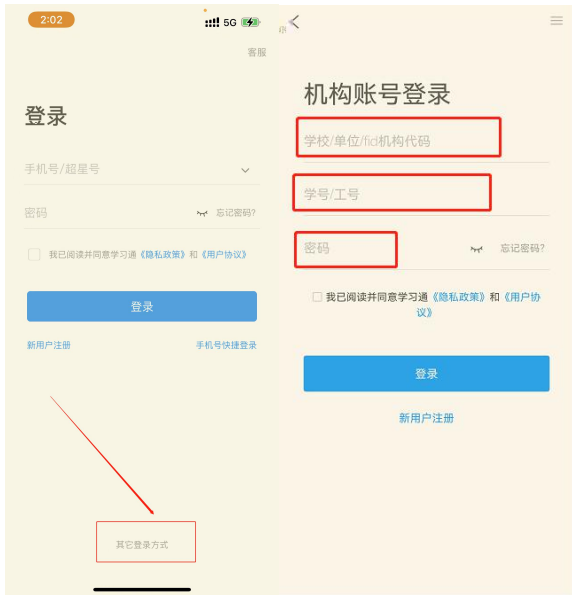 2:02
5G
客服
登录
手机号/超星号
密码
忘记密码?
我已阅读并同意学习通《隐私政策》和《用户协议》
登录
新用户注册
手机号快捷登录
其它登录方式
机构账号登录
学校/单位/fid机构代码
学号/工号
密码
忘记密码?
我已阅读并同意学习通《隐私政策》和《用户协
议》
登录
新用户注册